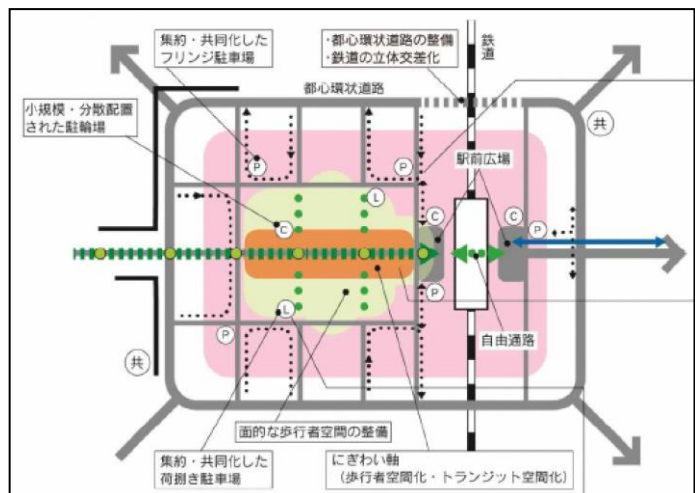 集約・共同化した
フリンジ駐車場
・都心環状道路の整備
・鉄道の立体交差化
鉄道
都心環状道路
小規模・分散配置
された駐輪場
共
P
P
駅前広場
L
C
C
C
P
P
L
P
自由通路
共
面的な歩行者空間の整備
集約・共同化した
荷捌き駐車場
にぎわい軸
（歩行者空間化・トランジット空間化）